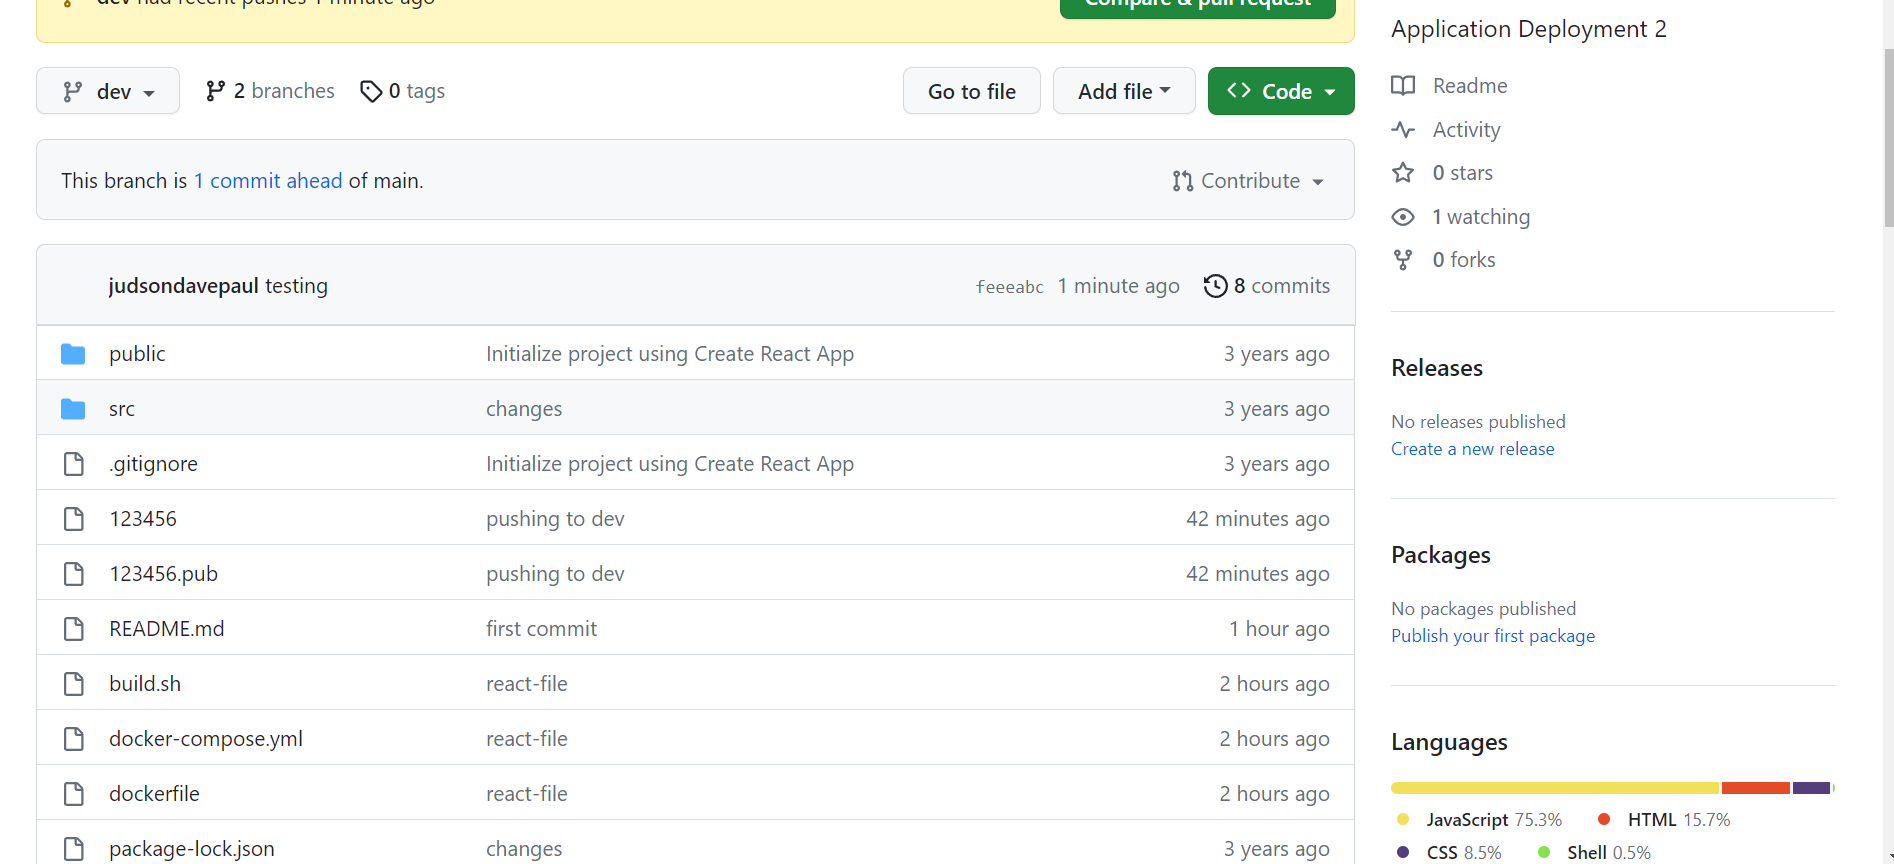 dev had recent pushes 1 minute ago
Compare & pull request
dev
2 branches
0 tags
Go to file
Add file
Code
This branch is 1 commit ahead of main.
Contribute
judsondavepaul testing
feeeabc 1 minute ago 8 commits
public Initialize project using Create React App 3 years ago
src changes 3 years ago
.gitignore Initialize project using Create React App 3 years ago
123456 pushing to dev 42 minutes ago
123456.pub pushing to dev 42 minutes ago
README.md first commit 1 hour ago
build.sh react-file 2 hours ago
docker-compose.yml react-file 2 hours ago
dockerfile react-file 2 hours ago
package-lock.json changes 3 years ago
Application Deployment 2
Readme
Activity
0 stars
1 watching
0 forks
Releases
No releases published
Create a new release
Packages
No packages published
Publish your first package
Languages
JavaScript 75.3% HTML 15.7%
CSS 8.5% Shell 0.5%